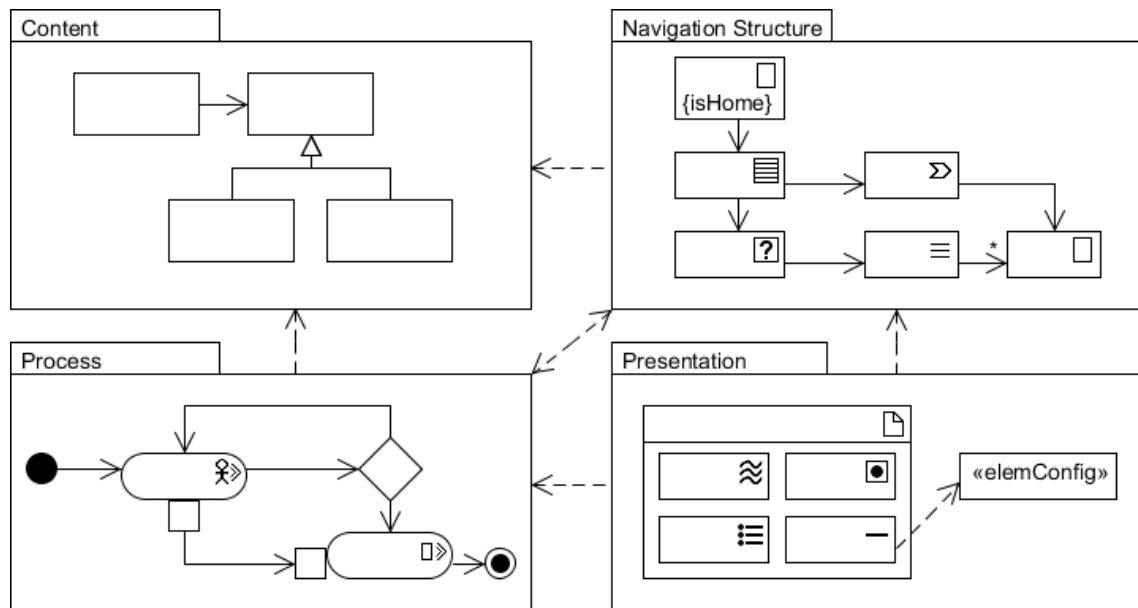 Content
Navigation Structure
{isHome}
?
*
Process
Presentation
«elemConfig»